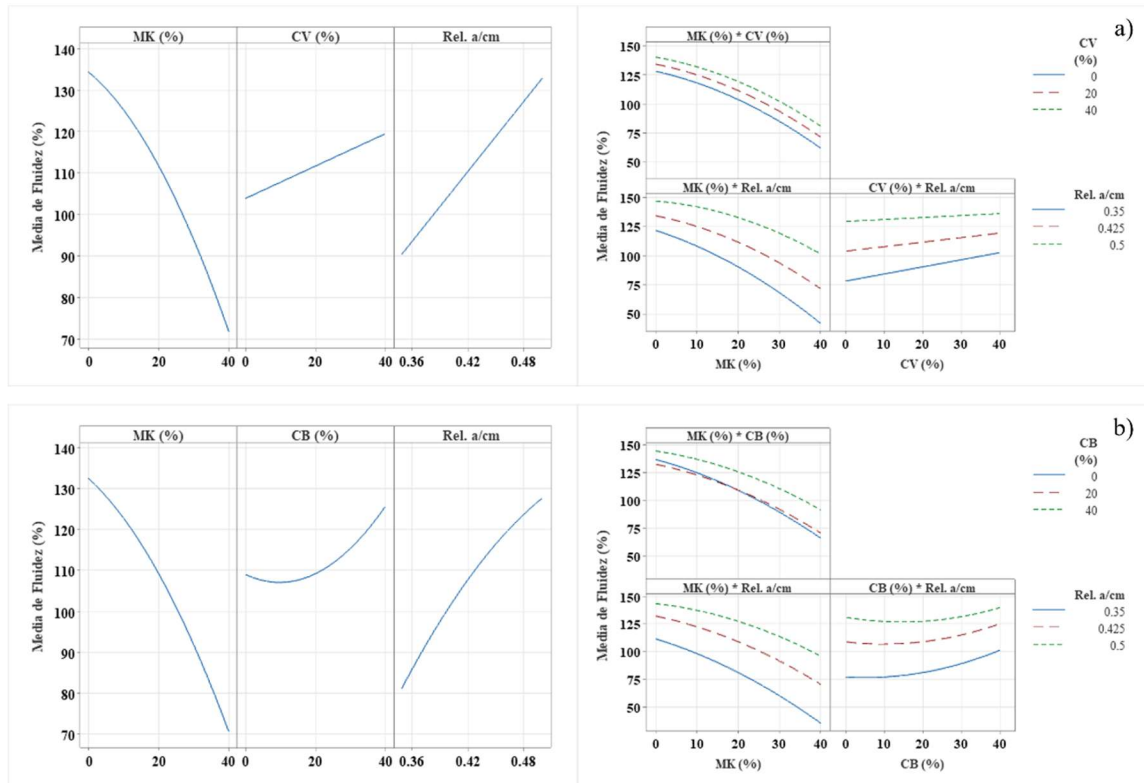 a)
MK (%) CV (%) Rel. a/cm
Media de Fluidez (%)
140
130
120
110
100
90
80
70
0 20 40 0 20 40 0.36 0.42 0.48
MK (%) * CV (%)
150
125
100
75
50
CV
(%)
0
20
40
Media de Fluidez (%)
MK (%) * Rel. a/cm CV (%) * Rel. a/cm
150
125
100
75
50
0 10 20 30 40 0 10 20 30 40
MK (%) CV (%)
Rel. a/cm
0.35
0.425
0.5
b)
MK (%) CB (%) Rel. a/cm
Media de Fluidez (%)
140
130
120
110
100
90
80
70
0 20 40 0 20 40 0.36 0.42 0.48
MK (%) * CB (%)
150
125
100
75
50
CB
(%)
0
20
40
Media de Fluidez (%)
MK (%) * Rel. a/cm CB (%) * Rel. a/cm
150
125
100
75
50
0 10 20 30 40 0 10 20 30 40
MK (%) CB (%)
Rel. a/cm
0.35
0.425
0.5